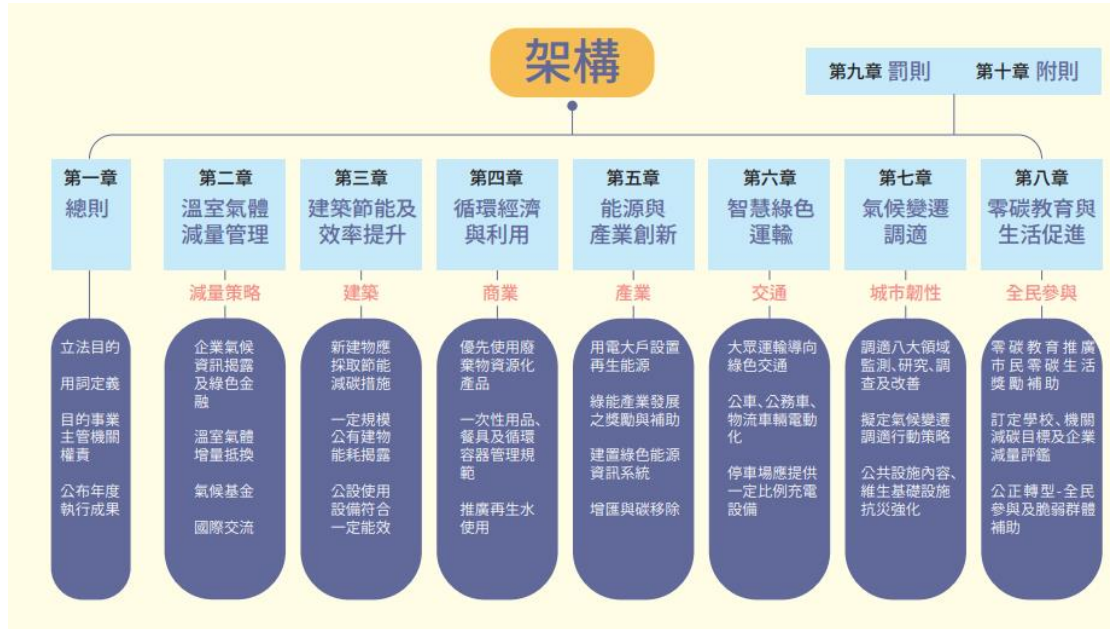 架構
第九章 罰則 第十章 附則
第一章
總則
立法目的
用詞定義
目的事業
主管機關
權責
公布年度
執行成果
第二章
溫室氣體
減量管理
減量策略
企業氣候
資訊揭露
及綠色金
融
溫室氣體
增量抵換
氣候基金
國際交流
第三章
建築節能及
效率提升
建築
新建物應
採取節能
減碳措施
一定規模
公有建物
能耗揭露
公設使用
設備符合
一定能效
第四章
循環經濟
與利用
商業
優先使用廢
棄物資源化
產品
一次性用品、
餐具及循環
容器管理規
範
推廣再生水
使用
第五章
能源與
產業創新
產業
用電大戶設置
再生能源
綠能產業發展
之獎勵與補助
建置綠色能源
資訊系統
增匯與碳移除
第六章
智慧綠色
運輸
交通
大眾運輸導向
綠色交通
公車、公務車、
物流車輛電動
化
停車場應提供
一定比例充電
設備
第七章
氣候變遷
調適
城市韌性
調適八大領域
監測、研究、調
查及改善
擬定氣候變遷
調適行動策略
公共設施內容、
維生基礎設施
抗災強化
第八章
零碳教育與
生活促進
全民參與
零碳教育推廣
市民零碳生活
獎勵補助
訂定學校、機關
減碳目標及企業
減量評鑑
公正轉型-全民
參與及脆弱群體
補助